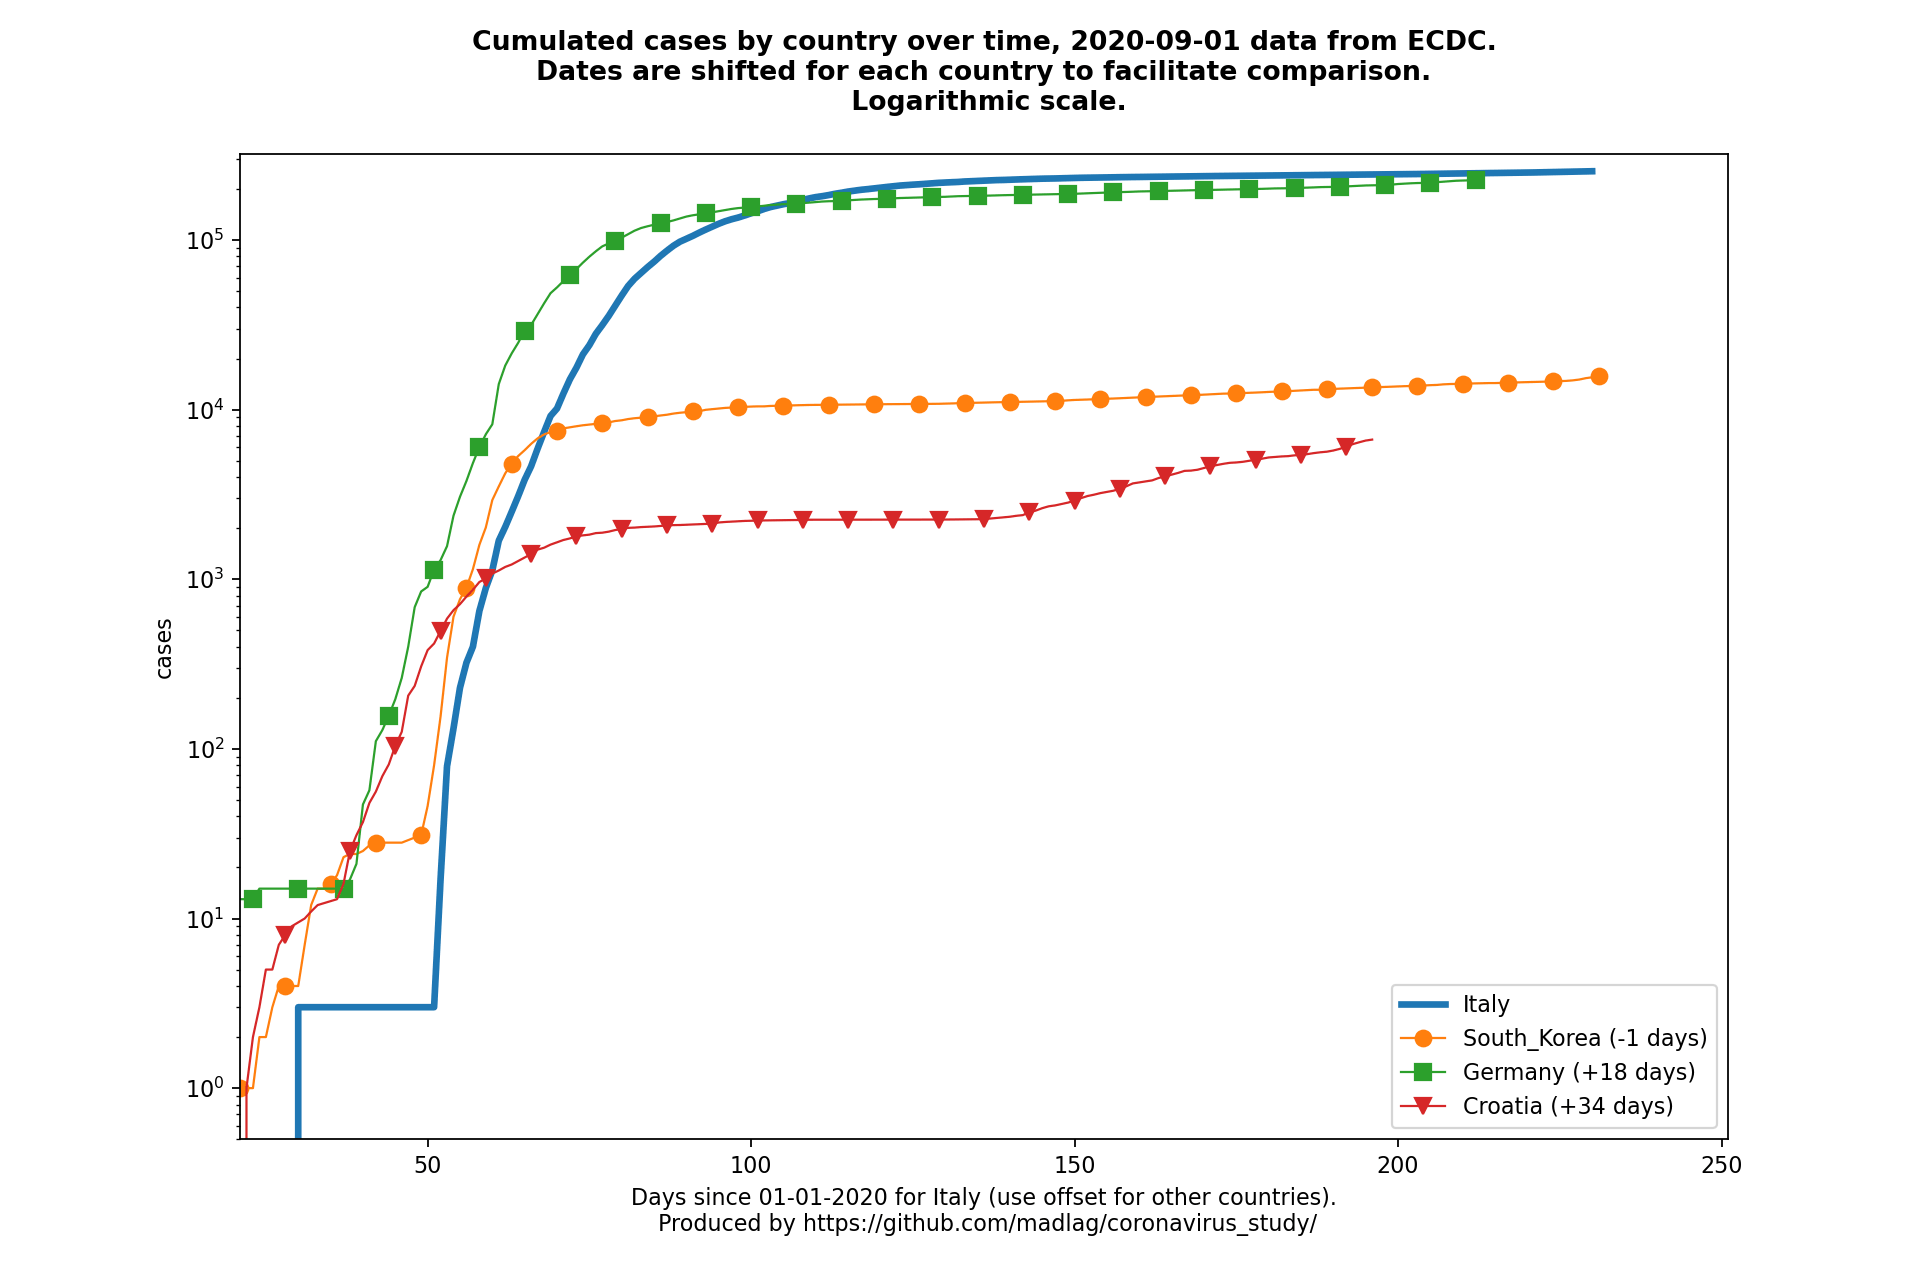 Cumulated cases by country over time, 2020-09-01 data from ECDC.
Dates are shifted for each country to facilitate comparison.
Logarithmic scale.
cases
10^5
10^4
10^3
10^2
10^1
10^0
50 100 150 200 250
Italy
South_Korea (-1 days)
Germany (+18 days)
Croatia (+34 days)
Days since 01-01-2020 for Italy (use offset for other countries).
Produced by https://github.com/madlag/coronavirus_study/